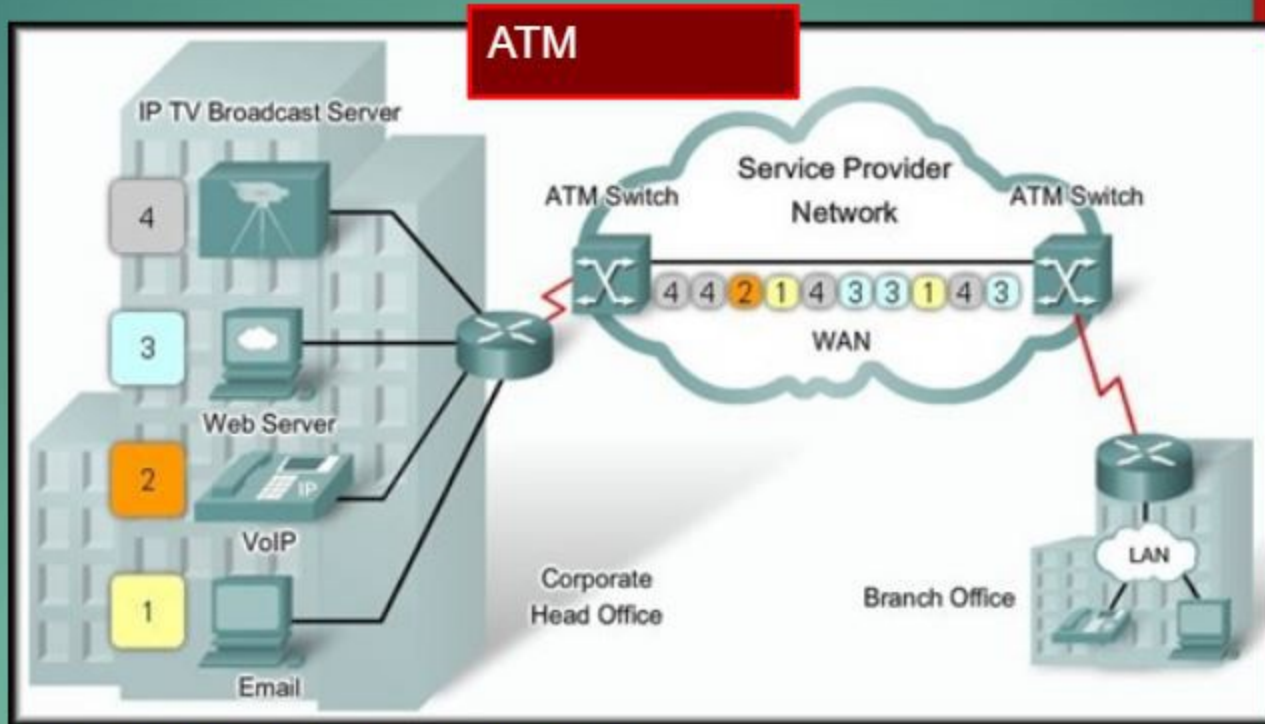 ATM
IP TV Broadcast Server
4
3
Web Server
2
IP
VoIP
1
Email
Corporate
Head Office
ATM Switch
Service Provider
Network
ATM Switch
4 4 2 1 4 3 3 1 4 3
WAN
Branch Office
LAN